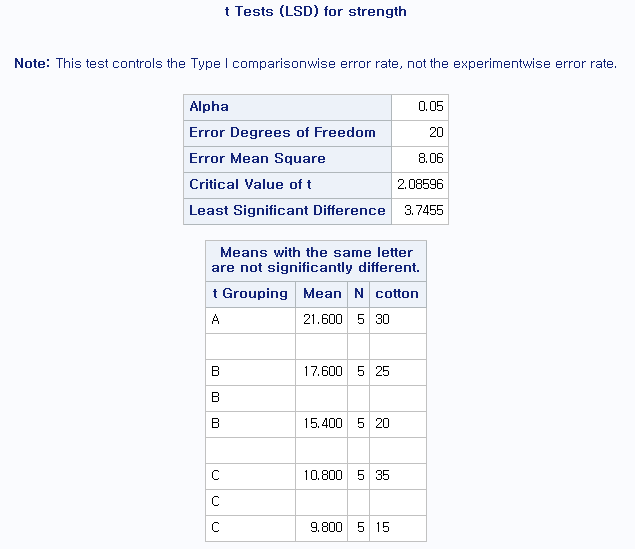 t Tests (LSD) for strength
Note: This test controls the Type I comparisonwise error rate, not the experimentwise error rate.
Alpha 0.05
Error Degrees of Freedom 20
Error Mean Square 8.06
Critical Value of t 2.08596
Least Significant Difference 3.7455
Means with the same letter
are not significantly different.
t Grouping Mean N cotton
A 21.600 5 30
B 17.600 5 25
B
B 15.400 5 20
C 10.800 5 35
C
C 9.800 5 15